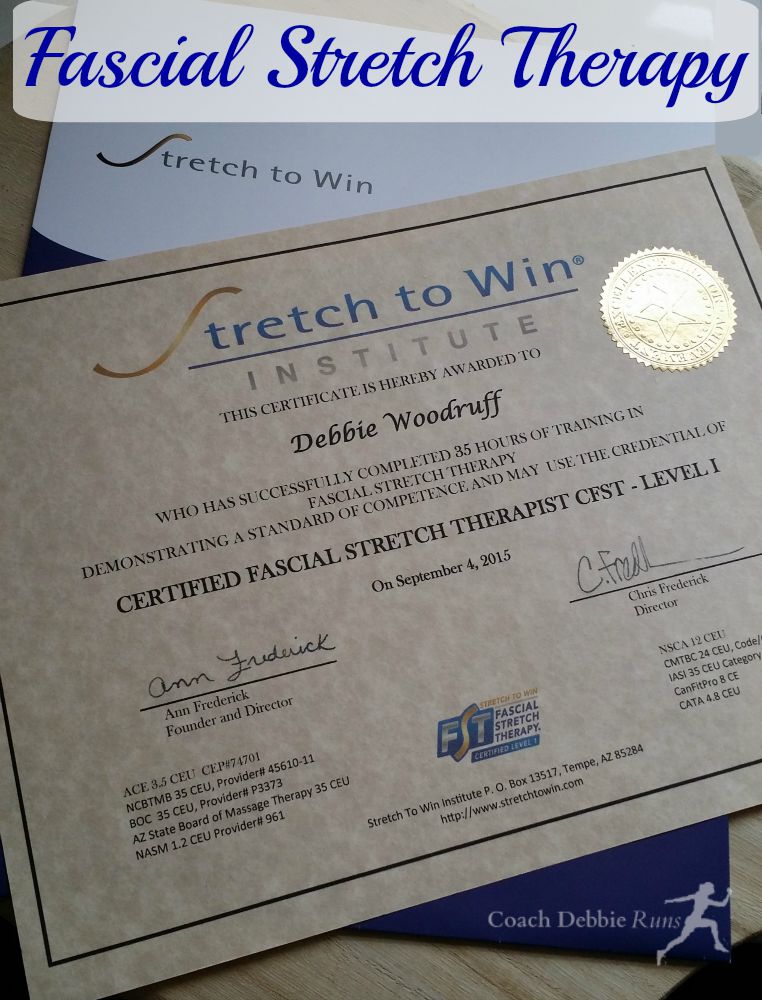 Fascial Stretch Therapy
Stretch to Win
Stretch to Win®
INSTITUTE
THIS CERTIFICATE IS HEREBY AWARDED TO
Debbie Woodruff
WHO HAS SUCCESSFULLY COMPLETED 35 HOURS OF TRAINING IN
FASCIAL STRETCH THERAPY
DEMONSTRATING A STANDARD OF COMPETENCE AND MAY USE THE CREDENTIAL OF
CERTIFIED FASCIAL STRETCH THERAPIST CFST - LEVEL I
On September 4, 2015
C. Fred
Chris Frederick
Director
Ann Frederick
Ann Frederick
Founder and Director
NSCA 12 CEU
CMTBC 24 CEU, Code/
IASI 35 CEU Category
CanFitPro 8 CE
CATA 4.8 CEU
STRETCH TO WIN
FST
FASCIAL
STRETCH
THERAPY.
CERTIFIED LEVEL 1
ACE 3.5 CEU CEP#74701
NCBTMB 35 CEU, Provider# 45610-11
BOC 35 CEU, Provider# P3373
AZ State Board of Massage Therapy 35 CEU
NASM 1.2 CEU Provider# 961
Stretch To Win Institute P. O. Box 13517, Tempe, AZ 85284
http://www.stretchtowin.com
Coach Debbie Runs